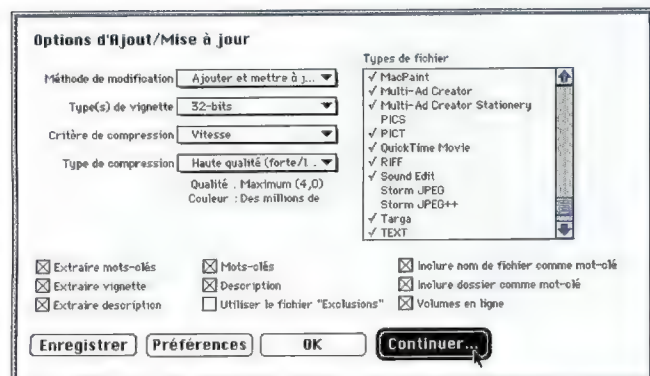 Options d'Ajout/Mise à jour
Méthode de modification Ajouter et mettre à j...
Type(s) de vignette 32-bits
Critère de compression Vitesse
Type de compression Haute qualité (forte/l .
Qualité . Maximum (4,0)
Couleur : Des millions de
Types de fichier
MacPaint
Multi-Ad Creator
Multi-Ad Creator Stationery
PICS
PICT
QuickTime Movie
RIFF
Sound Edit
Storm JPEG
Storm JPEG++
Targa
TEXT
Extraire mots-clés
Extraire vignette
Extraire description
Mots-clés
Description
Utiliser le fichier "Exclusions"
Inclure nom de fichier comme mot-clé
Inclure dossier comme mot-clé
Volumes en ligne
Enregistrer Préférences OK Continuer...